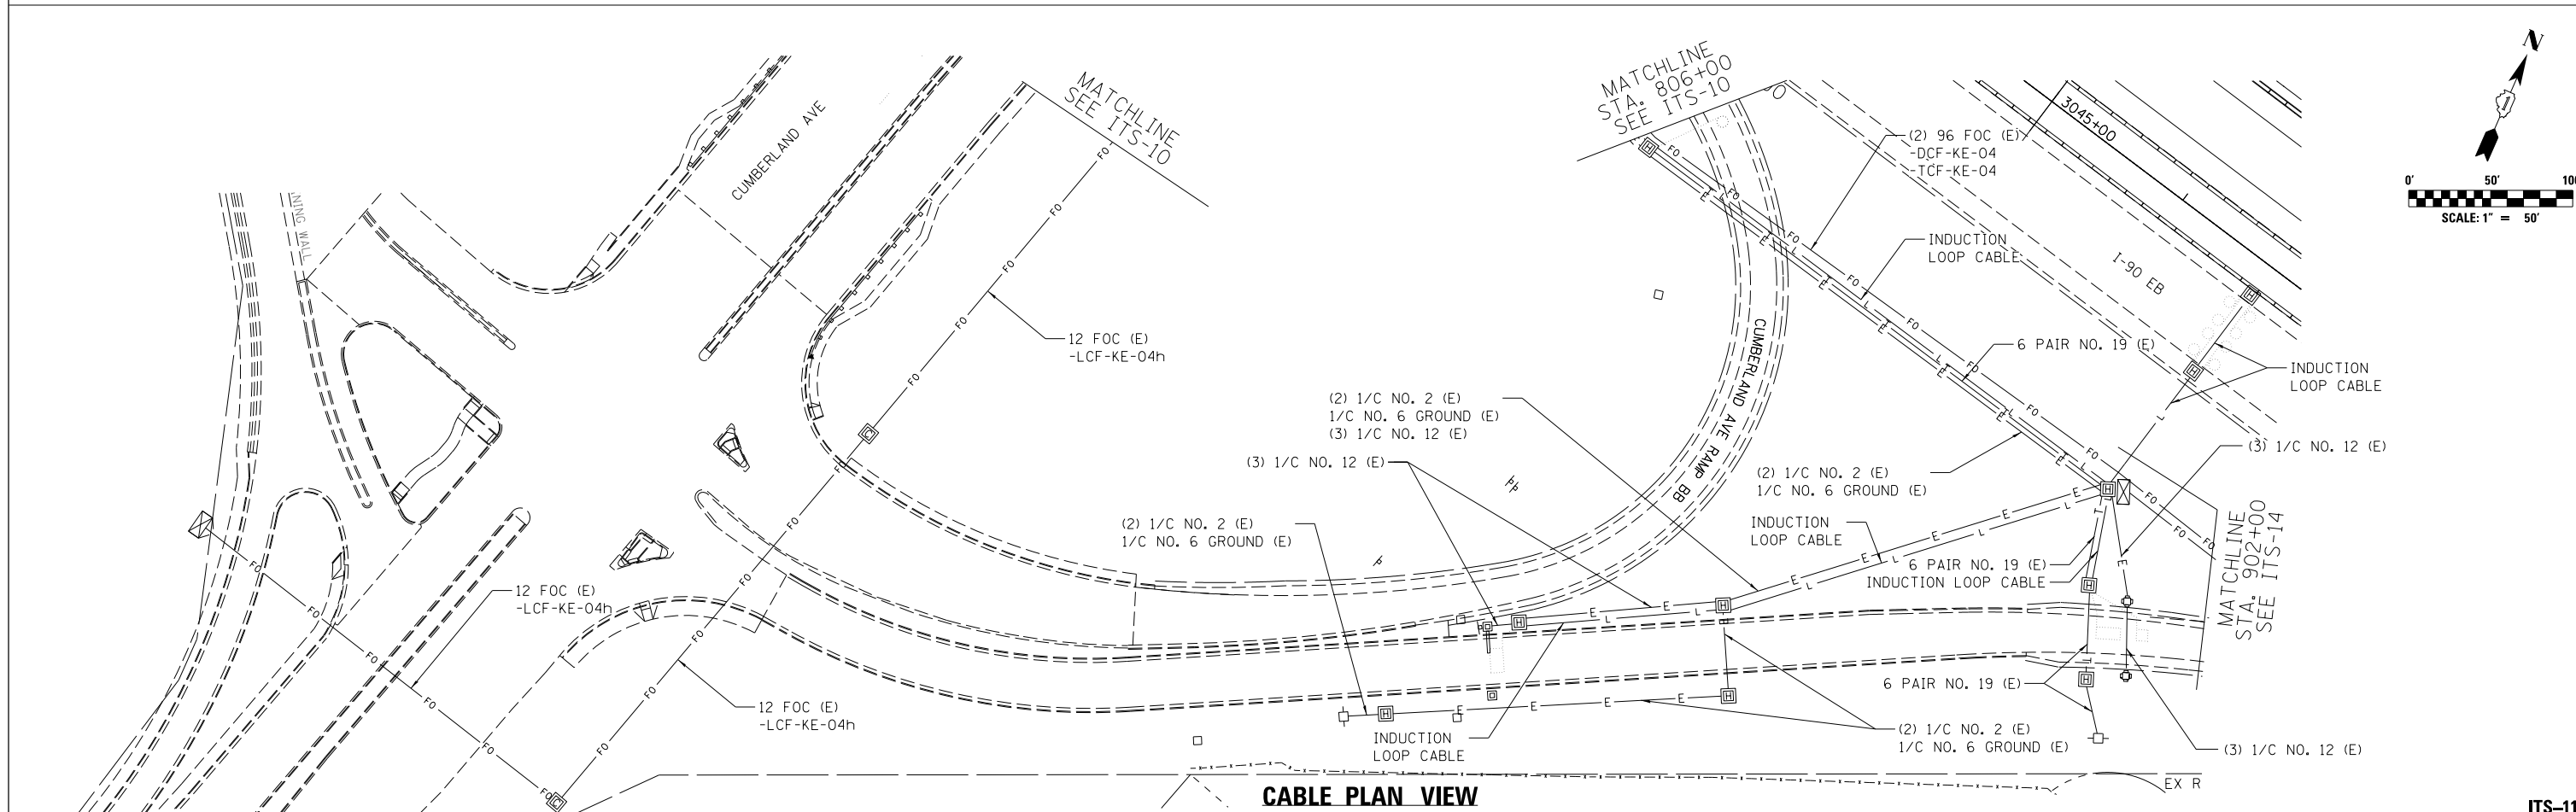 MATCHLINE
SEE ITS-10
MATCHLINE
STA. 806+00
SEE ITS-10
N
1
0'
50'
SCALE: 1" = 50'
CUMBERLAND AVE
NING WALL
(2) 96 FOC (E)
-DCF-KE-04
-TCF-KE-04
3045+00
INDUCTION
LOOP CABLE
I-90 EB
12 FOC (E)
-LCF-KE-04h
6 PAIR NO. 19 (E)
INDUCTION
LOOP CABLE
CUMBERLAND AVE RAMP BB
(2) 1/C NO. 2 (E)
1/C NO. 6 GROUND (E)
(3) 1/C NO. 12 (E)
(3) 1/C NO. 12 (E)
(3) 1/C NO. 12 (E)
(2) 1/C NO. 2 (E)
1/C NO. 6 GROUND (E)
(2) 1/C NO. 2 (E)
1/C NO. 6 GROUND (E)
INDUCTION
LOOP CABLE
6 PAIR NO. 19 (E)
INDUCTION LOOP CABLE
MATCHLINE
STA. 902+00
SEE ITS-14
12 FOC (E)
-LCF-KE-04h
12 FOC (E)
-LCF-KE-04h
6 PAIR NO. 19 (E)
INDUCTION
LOOP CABLE
(2) 1/C NO. 2 (E)
1/C NO. 6 GROUND (E)
(3) 1/C NO. 12 (E)
EX R
CABLE PLAN VIEW